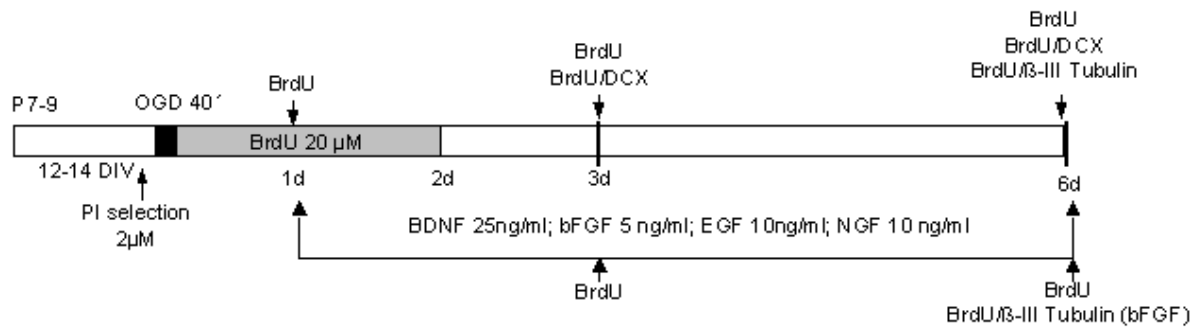 BrdU
BrdU/DCX
BrdU/ß-III Tubulin
BrdU
BrdU/DCX
BrdU
P7-9
OGD 40´
BrdU 20 µM
12-14 DIV
1d
2d
3d
6d
PI selection
2µM
BDNF 25ng/ml; bFGF 5 ng/ml; EGF 10ng/ml; NGF 10 ng/ml
BrdU
BrdU
BrdU/ß-III Tubulin (bFGF)